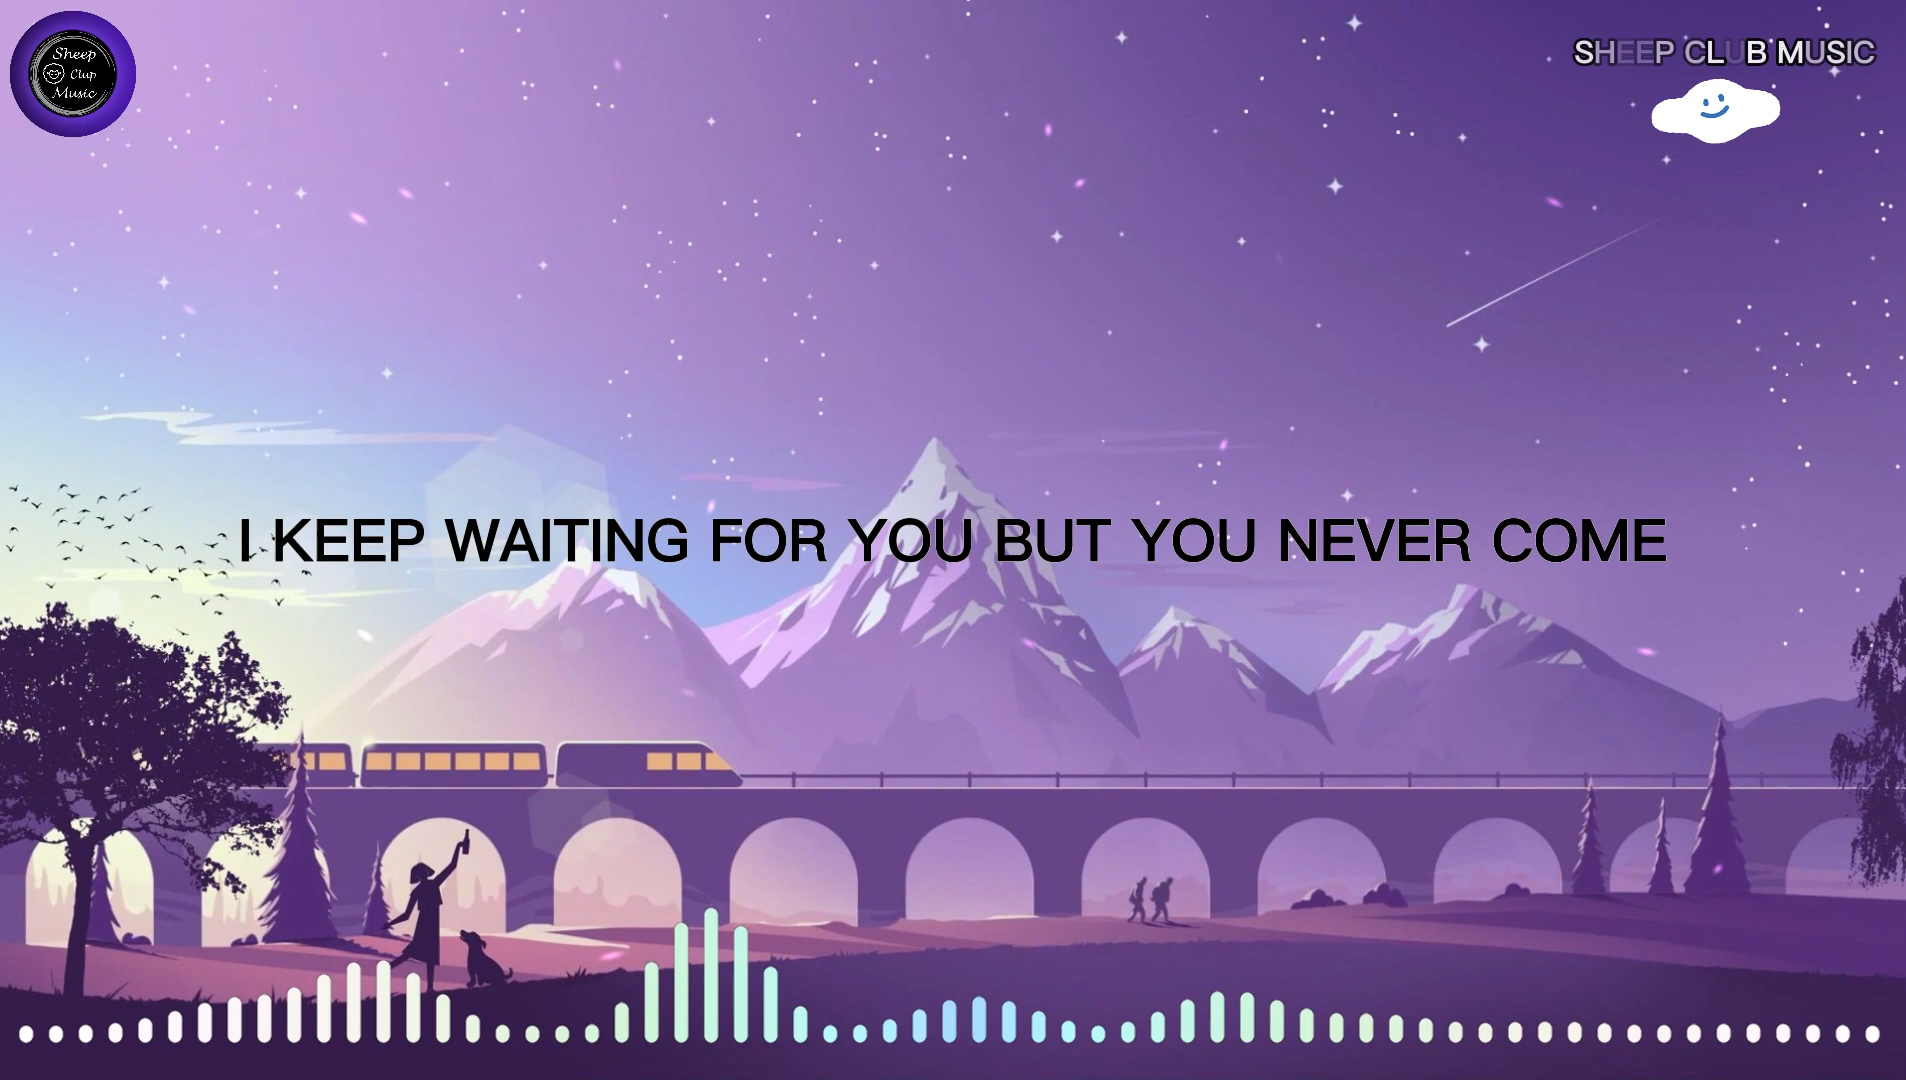 Sheep
Clup
Music
SHEEP CLUB MUSIC
I KEEP WAITING FOR YOU BUT YOU NEVER COME